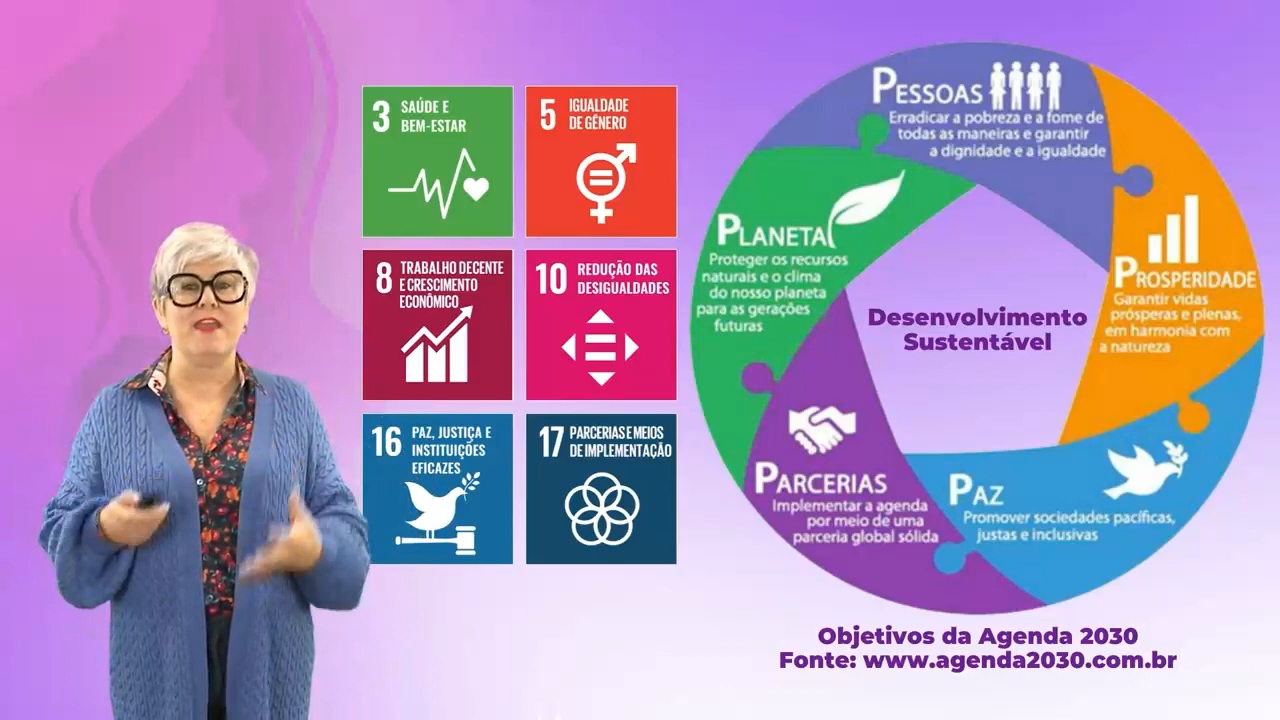 3 SAÚDE E
BEM-ESTAR
5 IGUALDADE
DE GÊNERO
8 TRABALHO DECENTE
E CRESCIMENTO
ECONÔMICO
10 REDUÇÃO DAS
DESIGUALDADES
16 PAZ, JUSTIÇA E
INSTITUIÇÕES
EFICAZES
17 PARCERIAS E MEIOS
DE IMPLEMENTAÇÃO
PESSOAS
Erradicar a pobreza e a fome de
todas as maneiras e garantir
a dignidade e a igualdade
PROSPERIDADE
Garantir vidas
prósperas e plenas,
em harmonia com
a natureza
PAZ
Promover sociedades pacíficas,
justas e inclusivas
PARCERIAS
Implementar a agenda
por meio de uma
parceria global sólida
PLANETA
Proteger os recursos
naturais e o clima
do nosso planeta
para as gerações
futuras
Desenvolvimento
Sustentável
Objetivos da Agenda 2030
Fonte: www.agenda2030.com.br